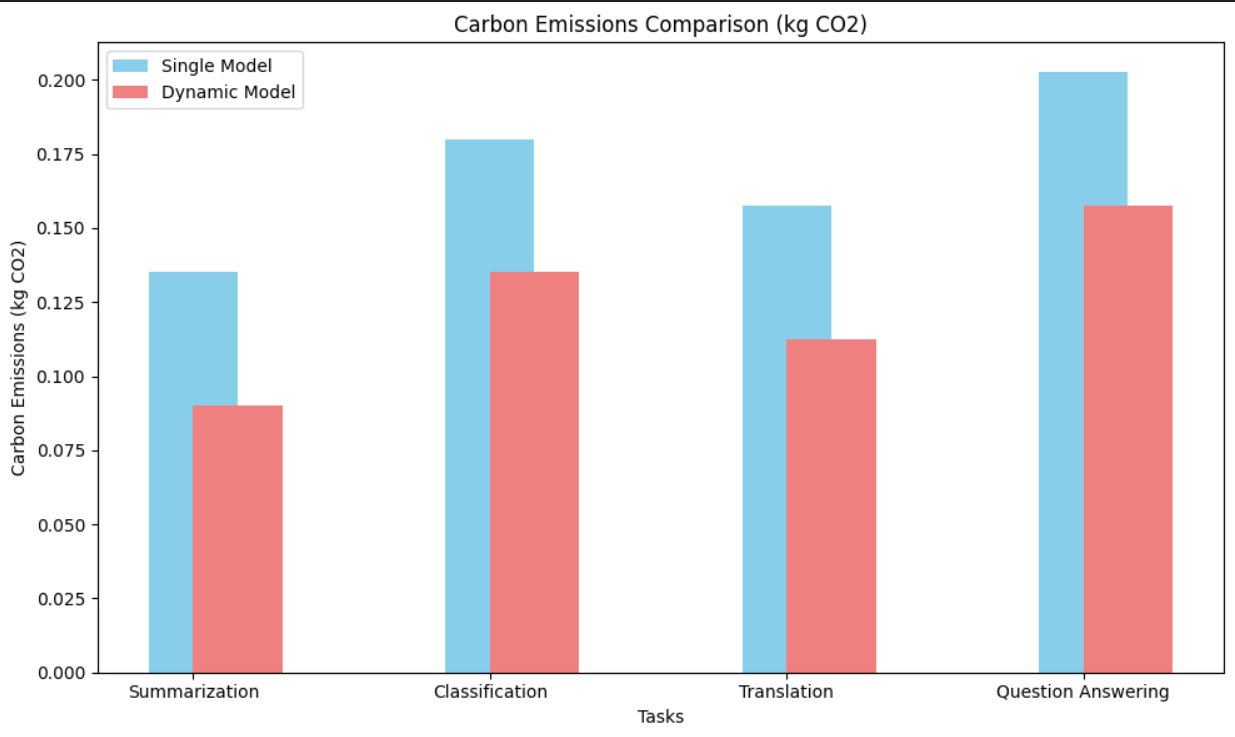 Carbon Emissions Comparison (kg CO2)
Single Model
Dynamic Model
Carbon Emissions (kg CO2)
0.200
0.175
0.150
0.125
0.100
0.075
0.050
0.025
0.000
Summarization Classification Translation Question Answering
Tasks